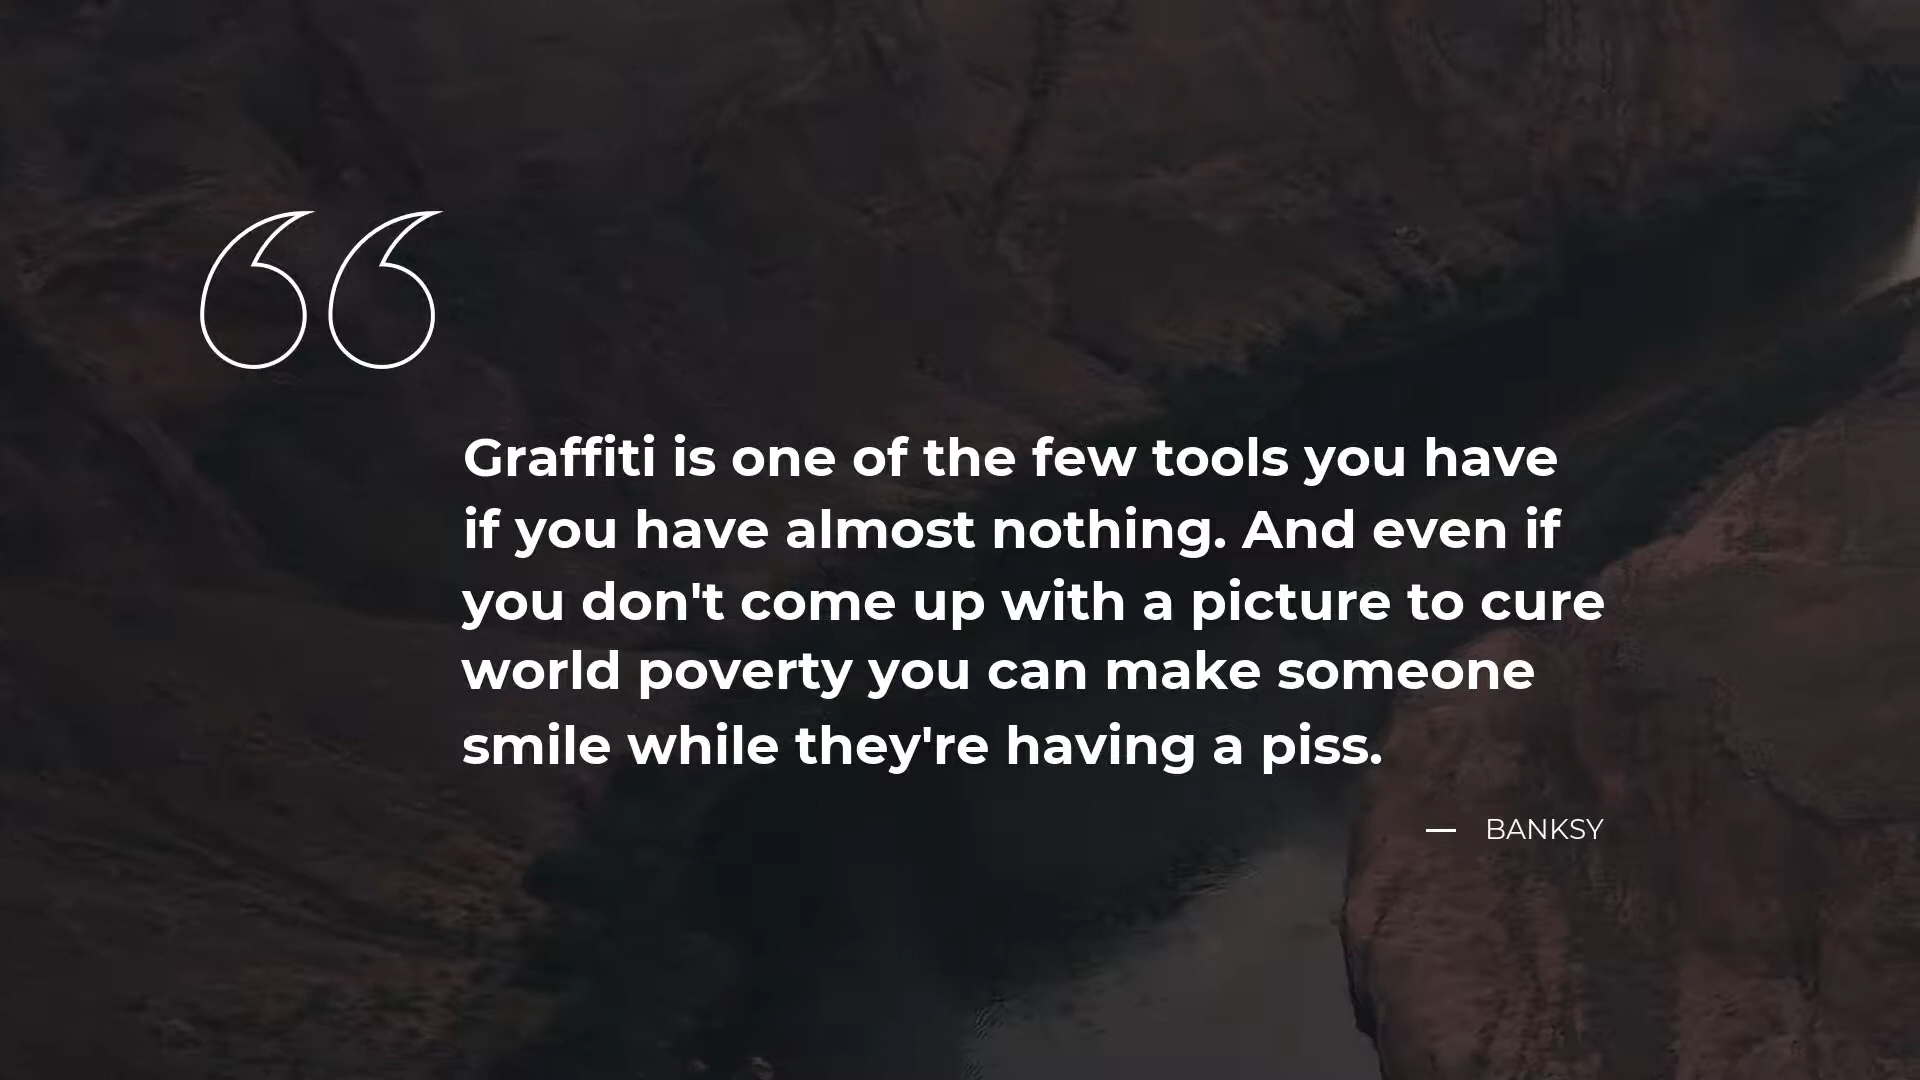 Graffiti is one of the few tools you have
if you have almost nothing. And even if
you don't come up with a picture to cure
world poverty you can make someone
smile while they're having a piss.
— BANKSY